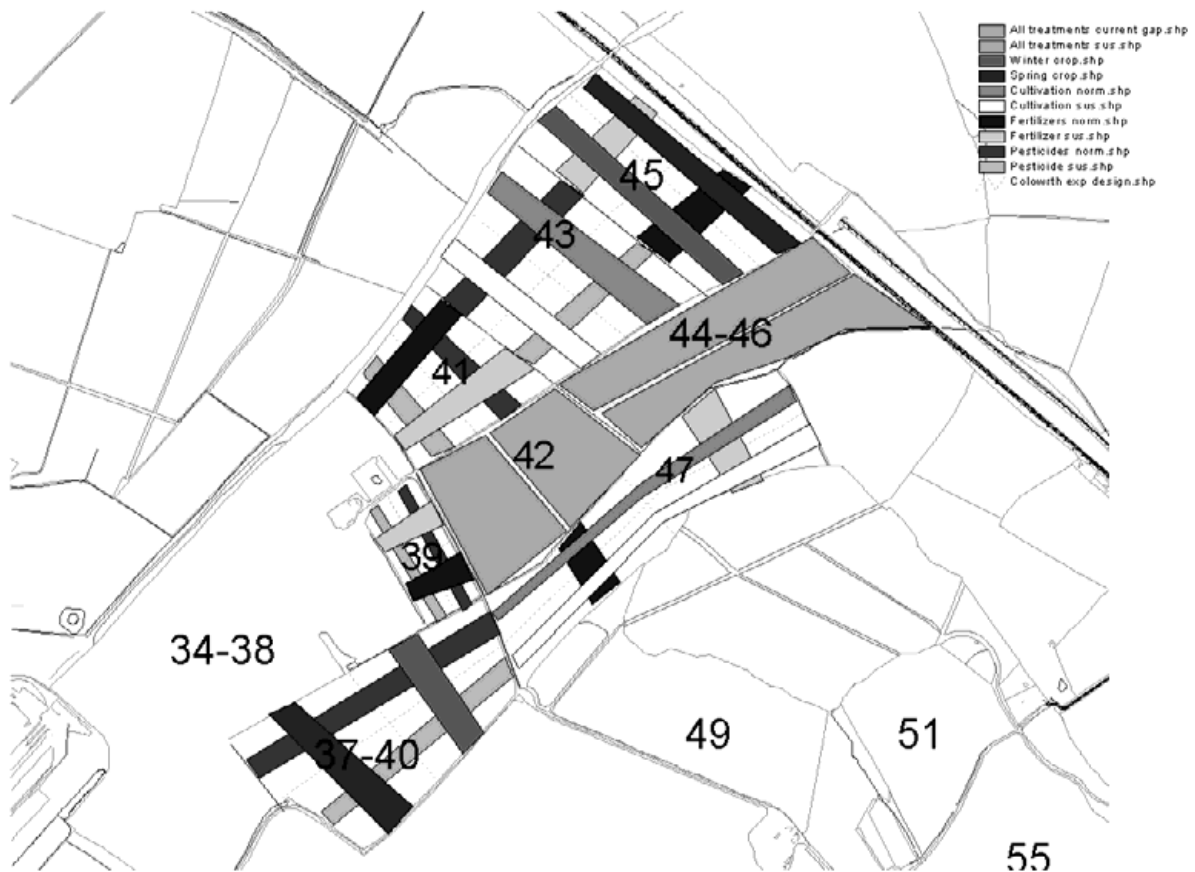 All treatments current gap.shp
All treatments sus.shp
Winter crop.shp
Spring crop.shp
Cultivation norm.shp
Cultivation sus.shp
Fertilizers norm.shp
Fertilizer sus.shp
Pesticides norm.shp
Pesticide sus.shp
Coloworth exp design.shp
45
43
44-46
41
42
47
39
34-38
37-40
49
51
55